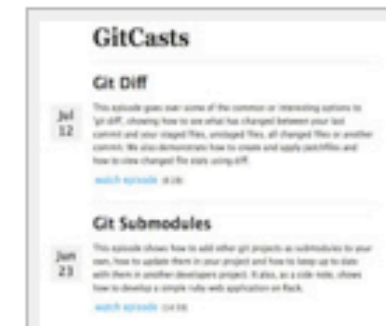 GitCasts
Git Diff
Jul
12
This episode goes over some of the common or interesting options to
'git diff', showing how to see what has changed between your last
commit and your staged files, unstaged files, all changed files or another
commit. We also demonstrate how to create and apply patchfiles and
how to view changed file stats using diff.
watch episode
Git Submodules
Jun
23
This episode shows how to add other git projects as submodules to your
own, how to update them in your project and how to keep up to date
with them in another developers project. It also, as a side note, shows
how to develop a simple ruby web application on Rack.
watch episode